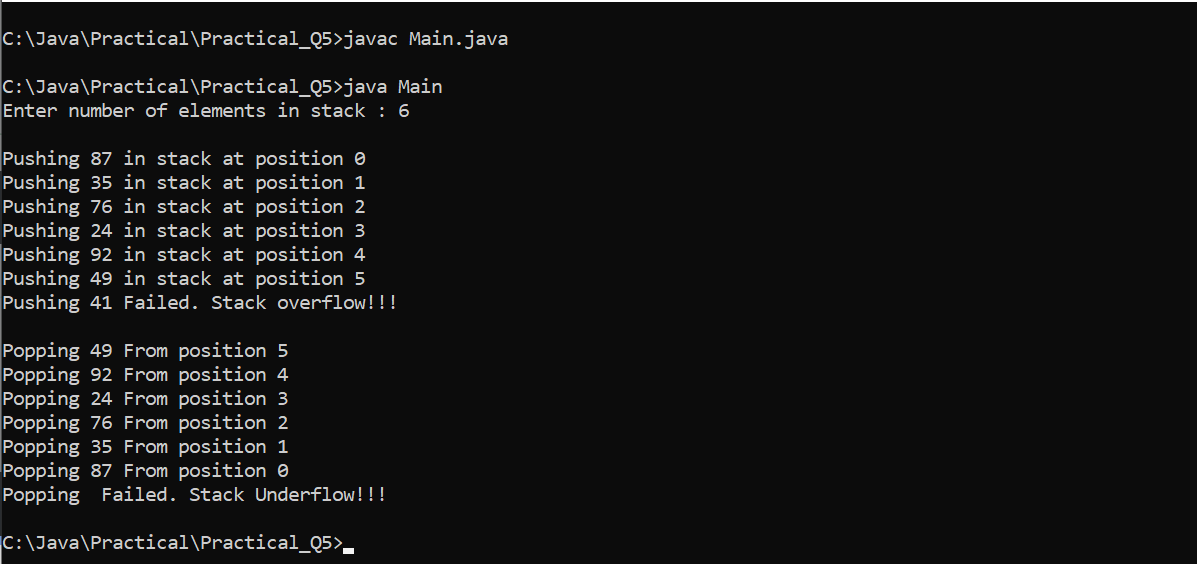 C:\Java\Practical\Practical_Q5>javac Main.java
C:\Java\Practical\Practical_Q5>java Main
Enter number of elements in stack : 6
Pushing 87 in stack at position 0
Pushing 35 in stack at position 1
Pushing 76 in stack at position 2
Pushing 24 in stack at position 3
Pushing 92 in stack at position 4
Pushing 49 in stack at position 5
Pushing 41 Failed. Stack overflow!!!
Popping 49 From position 5
Popping 92 From position 4
Popping 24 From position 3
Popping 76 From position 2
Popping 35 From position 1
Popping 87 From position 0
Popping  Failed. Stack Underflow!!!
C:\Java\Practical\Practical_Q5>